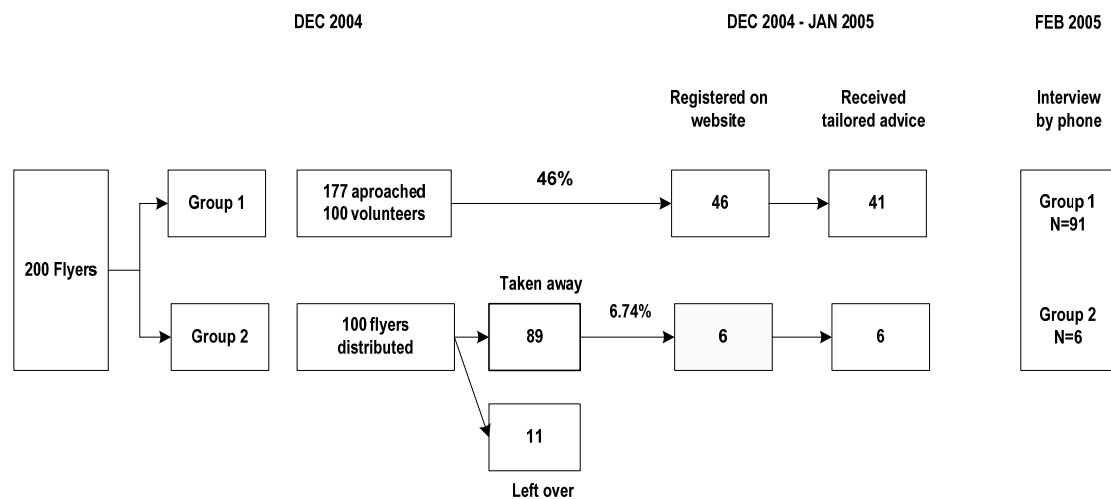 DEC 2004
DEC 2004 - JAN 2005
FEB 2005
Registered on
website
Received
tailored advice
Interview
by phone
200 Flyers
Group 1
177 aproached
100 volunteers
46%
46
41
Group 1
N=91
Group 2
100 flyers
distributed
Taken away
89
6.74%
6
6
Group 2
N=6
11
Left over